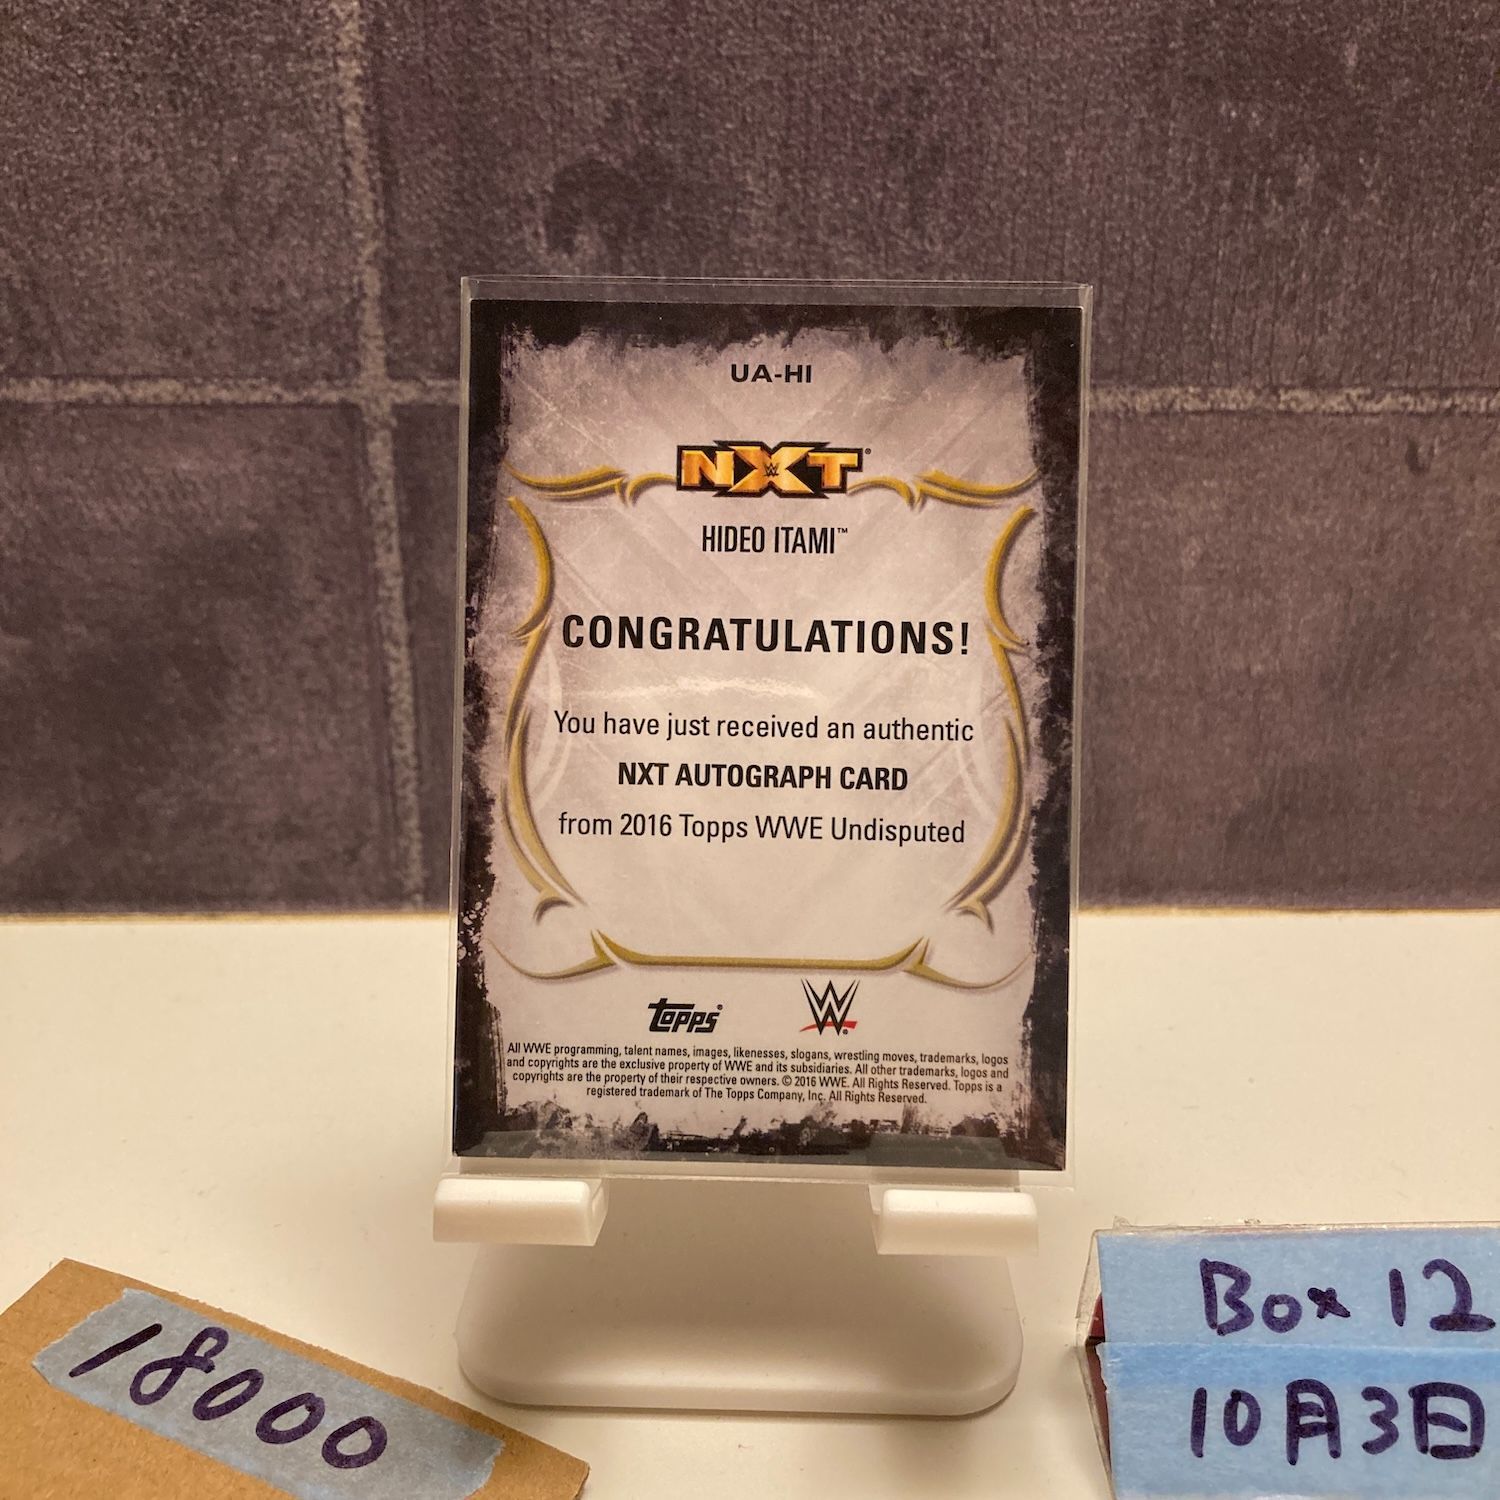 UA-HI
NXT
HIDEO ITAMI™
CONGRATULATIONS!
You have just received an authentic
NXT AUTOGRAPH CARD
from 2016 Topps WWE Undisputed
Topps® W®
All WWE programming, talent names, images, likenesses, slogans, wrestling moves, trademarks, logos
and copyrights are the exclusive property of WWE and its subsidiaries. All other trademarks, logos and
copyrights are the property of their respective owners. © 2016 WWE. All Rights Reserved. Topps is a
registered trademark of The Topps Company, Inc. All Rights Reserved.
18000
Box 12
10月3日